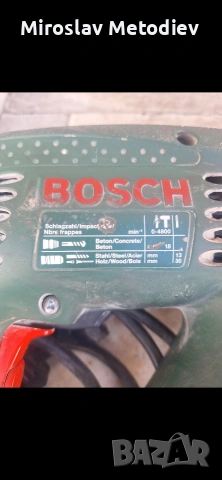 Miroslav Metodiev
BOSCH
Schlagzahl/Impact
Nbre frappes min-¹ 0-4800
Beton/Concrete/
Beton 18
Stahl/Steel/Acier mm 13
Holz/Wood/Bois mm 30
BAZAR